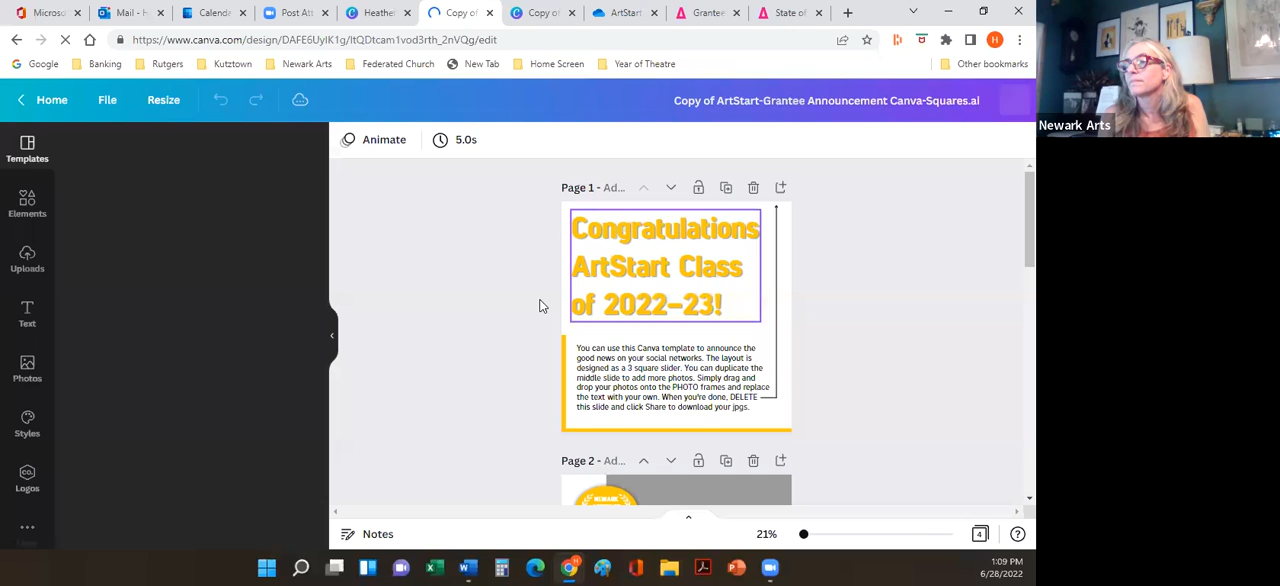 Microso
Mail - H
Calenda
Post Att
Heather
Copy of
Copy of
ArtStart
Grantee
State of
https://www.canva.com/design/DAFE6UyIK1g/ltQDtcam1vod3rth_2nVQg/edit
H
Google
Banking
Rutgers
Kutztown
Newark Arts
Federated Church
New Tab
Home Screen
Year of Theatre
Other bookmarks
Home
File
Resize
Copy of ArtStart-Grantee Announcement Canva-Squares.ai
Newark Arts
Templates
Elements
Uploads
Text
Photos
Styles
CO.
Logos
Animate
5.0s
Page 1 - Ad...
Congratulations
ArtStart Class
of 2022–23!
You can use this Canva template to announce the
good news on your social networks. The layout is
designed as a 3 square slider. You can duplicate the
middle slide to add more photos. Simply drag and
drop your photos onto the PHOTO frames and replace
the text with your own. When you're done, DELETE
this slide and click Share to download your jpgs.
Page 2 - Ad...
NEWARK
Notes
21%
4
1:09 PM
6/28/2022